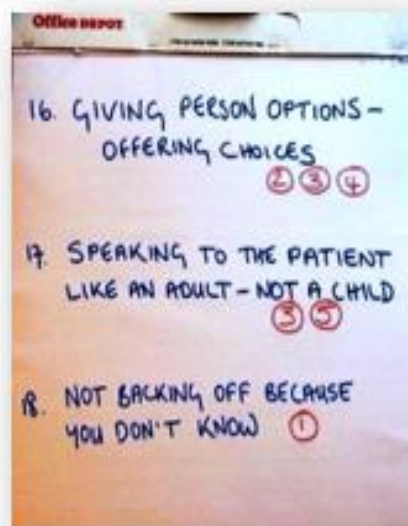 Office DEPOT
16. GIVING PERSON OPTIONS –
OFFERING CHOICES
② ③ ④
17. SPEAKING TO THE PATIENT
LIKE AN ADULT – NOT A CHILD
③ ⑤
18. NOT BACKING OFF BECAUSE
YOU DON'T KNOW ①